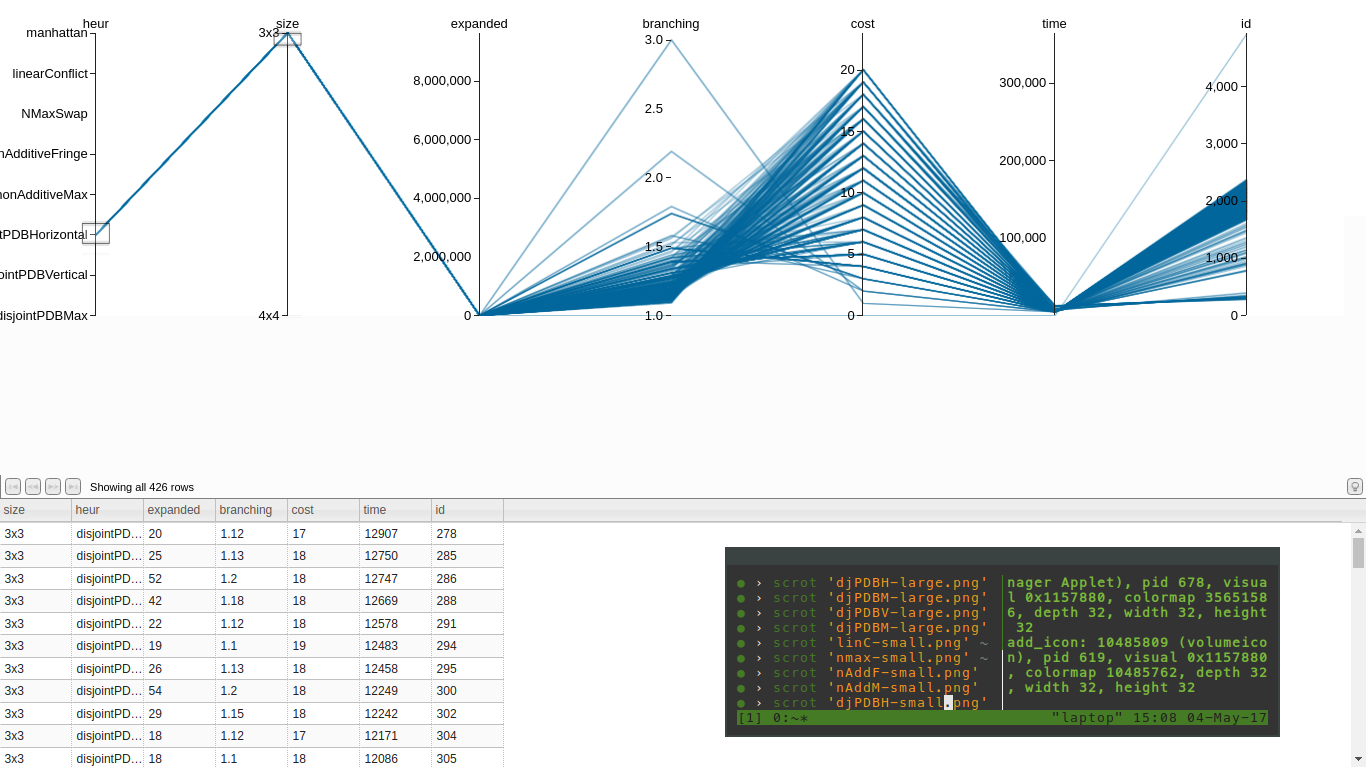 heur size expanded branching cost time id
manhattan
linearConflict
NMaxSwap
nAdditiveFringe
nonAdditiveMax
tPDBHorizontal
ointPDBVertical
disjointPDBMax
3x3
4x4
8,000,000
6,000,000
4,000,000
2,000,000
0
3.0
2.5
2.0
1.5
1.0
20
15
10
5
0
300,000
200,000
100,000
4,000
3,000
2,000
1,000
0
Showing all 426 rows
size heur expanded branching cost time id
3x3 disjointPD... 20 1.12 17 12907 278
3x3 disjointPD... 25 1.13 18 12750 285
3x3 disjointPD... 52 1.2 18 12747 286
3x3 disjointPD... 42 1.18 18 12669 288
3x3 disjointPD... 22 1.12 18 12578 291
3x3 disjointPD... 19 1.1 19 12483 294
3x3 disjointPD... 26 1.13 18 12458 295
3x3 disjointPD... 54 1.2 18 12249 300
3x3 disjointPD... 29 1.15 18 12242 302
3x3 disjointPD... 18 1.12 17 12171 304
3x3 disjointPD... 18 1.1 18 12086 305
● › scrot 'djPDBH-large.png'
● › scrot 'djPDBM-large.png'
● › scrot 'djPDBV-large.png'
● › scrot 'djPDBM-large.png'
● › scrot 'linC-small.png' ~
● › scrot 'nmax-small.png' ~
● › scrot 'nAddF-small.png'
● › scrot 'nAddM-small.png'
● › scrot 'djPDBH-small.png'
nager Applet), pid 678, visua
l 0x1157880, colormap 3565158
6, depth 32, width 32, height
32
add_icon: 10485809 (volumeico
n), pid 619, visual 0x1157880
, colormap 10485762, depth 32
, width 32, height 32
[1] 0:~* "laptop" 15:08 04-May-17